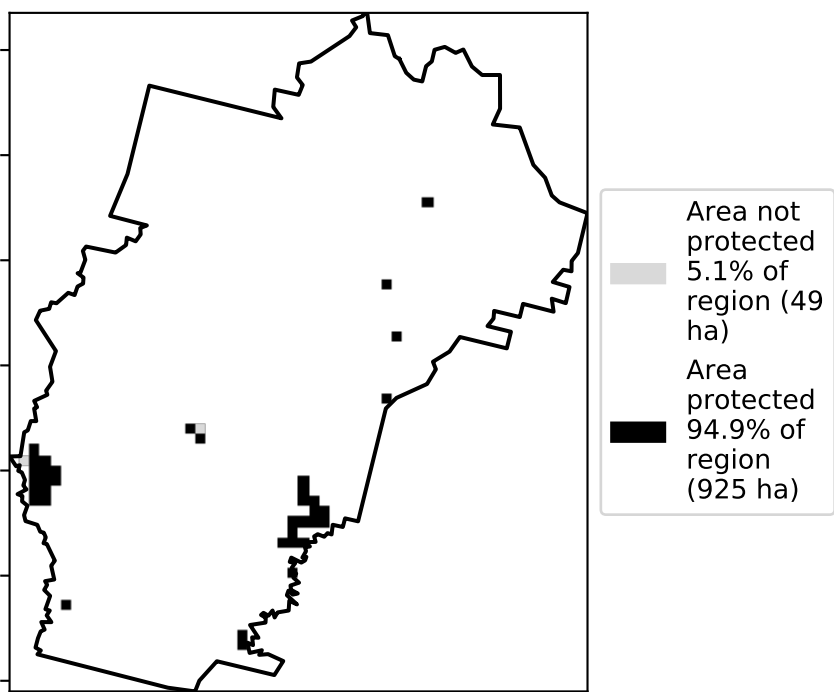 Area not
protected
5.1% of
region (49
ha)
Area
protected
94.9% of
region
(925 ha)